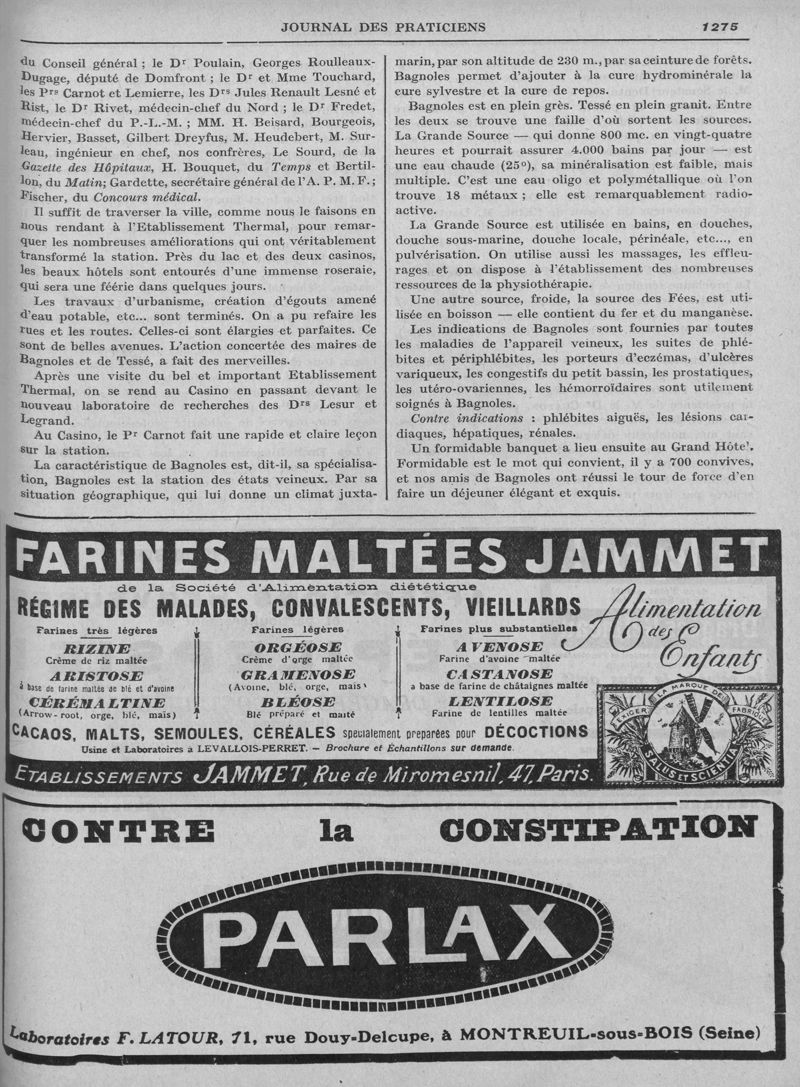 JOURNAL DES PRATICIENS 1275
du Conseil général ; le Dr Poulain, Georges Roulleaux-
Dugage, député de Domfront ; le Dr et Mme Touchard,
les Prs Carnot et Lemierre, les Drs Jules Renault Lesné et
Rist, le Dr Rivet, médecin-chef du Nord ; le Dr Fredet,
médecin-chef du P.-L.-M. ; MM. H. Beisard, Bourgeois,
Hervier, Basset, Gilbert Dreyfus, M. Heudebert, M. Sur-
leau, ingénieur en chef, nos confrères, Le Sourd, de la
Gazette des Hôpitaux, H. Bouquet, du Temps et Bertil-
lon, du Matin; Gardette, secrétaire général de l'A. P. M. F. ;
Fischer, du Concours médical.
Il suffit de traverser la ville, comme nous le faisons en
nous rendant à l'Etablissement Thermal, pour remar-
quer les nombreuses améliorations qui ont véritablement
transformé la station. Près du lac et des deux casinos,
les beaux hôtels sont entourés d'une immense roseraie,
qui sera une féérie dans quelques jours.
Les travaux d'urbanisme, création d'égouts amené
d'eau potable, etc... sont terminés. On a pu refaire les
rues et les routes. Celles-ci sont élargies et parfaites. Ce
sont de belles avenues. L'action concertée des maires de
Bagnoles et de Tessé, a fait des merveilles.
Après une visite du bel et important Etablissement
Thermal, on se rend au Casino en passant devant le
nouveau laboratoire de recherches des Drs Lesur et
Legrand.
Au Casino, le Pr Carnot fait une rapide et claire leçon
sur la station.
La caractéristique de Bagnoles est, dit-il, sa spécialisa-
tion, Bagnoles est la station des états veineux. Par sa
situation géographique, qui lui donne un climat juxta-
marin, par son altitude de 230 m., par sa ceinture de forêts.
Bagnoles permet d'ajouter à la cure hydrominérale la
cure sylvestre et la cure de repos.
Bagnoles est en plein grès. Tessé en plein granit. Entre
les deux se trouve une faille d'où sortent les sources.
La Grande Source — qui donne 800 mc. en vingt-quatre
heures et pourrait assurer 4.000 bains par jour — est
une eau chaude (25°), sa minéralisation est faible, mais
multiple. C'est une eau oligo et polymétallique où l'on
trouve 18 métaux ; elle est remarquablement radio-
active.
La Grande Source est utilisée en bains, en douches,
douche sous-marine, douche locale, périnéale, etc..., en
pulvérisation. On utilise aussi les massages, les effleu-
rages et on dispose à l'établissement des nombreuses
ressources de la physiothérapie.
Une autre source, froide, la source des Fées, est uti-
lisée en boisson — elle contient du fer et du manganèse.
Les indications de Bagnoles sont fournies par toutes
les maladies de l'appareil veineux, les suites de phlé-
bites et périphlébites, les porteurs d'eczémas, d'ulcères
variqueux, les congestifs du petit bassin, les prostatiques,
les utéro-ovariennes, les hémorroïdaires sont utilement
soignés à Bagnoles.
Contre indications : phlébites aiguës, les lésions car-
diaques, hépatiques, rénales.
Un formidable banquet a lieu ensuite au Grand Hôte'.
Formidable est le mot qui convient, il y a 700 convives,
et nos amis de Bagnoles ont réussi le tour de force d'en
faire un déjeuner élégant et exquis.
FARINES MALTÉES JAMMET
de la Société d'Alimentation diététique
RÉGIME DES MALADES, CONVALESCENTS, VIEILLARDS
Alimentation
des
Enfants
Farines très légères
RIZINE
Crème de riz maltée
ARISTOSE
à base de farine maltée de blé et d'avoine
CÉRÉMALTINE
(Arrow-root, orge, blé, maïs)
Farines légères
ORGÉOSE
Crème d'orge maltée
GRAMENOSE
(Avoine, blé, orge, maïs)
BLÉOSE
Blé préparé et malté
Farines plus substantielles
AVENOSE
Farine d'avoine maltée
CASTANOSE
a base de farine de châtaignes maltée
LENTILOSE
Farine de lentilles maltée
EXIGER LA MARQUE DE FABRIQUE
SALUS ET SCIENTIA
CACAOS, MALTS, SEMOULES, CÉRÉALES spécialement préparées pour DÉCOCTIONS
Usine et Laboratoires à LEVALLOIS-PERRET. — Brochure et Échantillons sur demande.
ETABLISSEMENTS JAMMET, Rue de Miromesnil, 47, Paris.
CONTRE la CONSTIPATION
PARLAX
Laboratoires F. LATOUR, 71, rue Douy-Delcupe, à MONTREUIL-sous-BOIS (Seine)